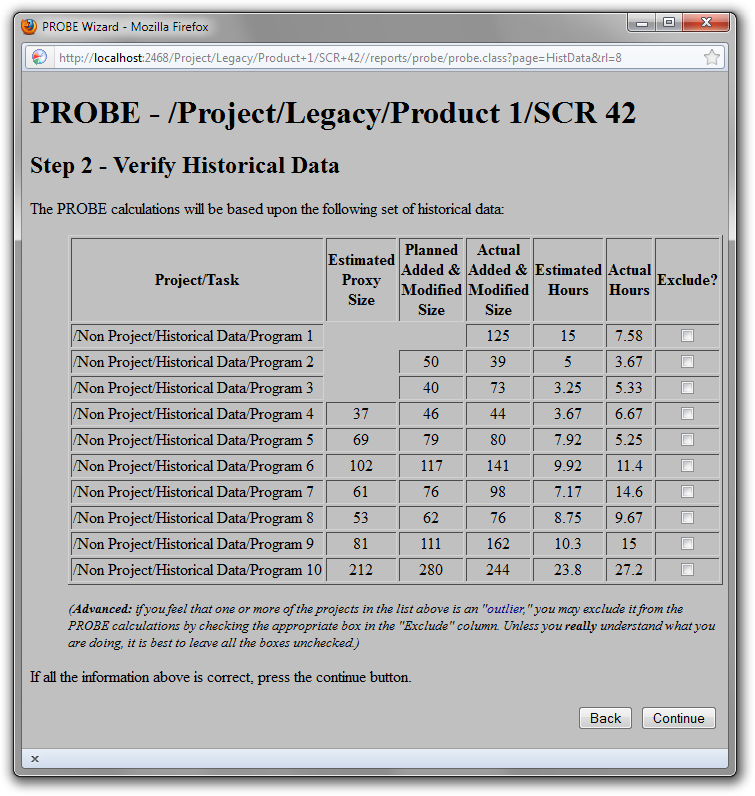 PROBE Wizard - Mozilla Firefox
http://localhost:2468/Project/Legacy/Product+1/SCR+42//reports/probe/probe.class?page=HistData&rl=8
PROBE - /Project/Legacy/Product 1/SCR 42
Step 2 - Verify Historical Data
The PROBE calculations will be based upon the following set of historical data:
Project/Task Estimated Proxy Size Planned Added & Modified Size Actual Added & Modified Size Estimated Hours Actual Hours Exclude?
/Non Project/Historical Data/Program 1 125 15 7.58
/Non Project/Historical Data/Program 2 50 39 5 3.67
/Non Project/Historical Data/Program 3 40 73 3.25 5.33
/Non Project/Historical Data/Program 4 37 46 44 3.67 6.67
/Non Project/Historical Data/Program 5 69 79 80 7.92 5.25
/Non Project/Historical Data/Program 6 102 117 141 9.92 11.4
/Non Project/Historical Data/Program 7 61 76 98 7.17 14.6
/Non Project/Historical Data/Program 8 53 62 76 8.75 9.67
/Non Project/Historical Data/Program 9 81 111 162 10.3 15
/Non Project/Historical Data/Program 10 212 280 244 23.8 27.2
(Advanced: if you feel that one or more of the projects in the list above is an "outlier," you may exclude it from the
PROBE calculations by checking the appropriate box in the "Exclude" column. Unless you really understand what you
are doing, it is best to leave all the boxes unchecked.)
If all the information above is correct, press the continue button.
Back Continue
x